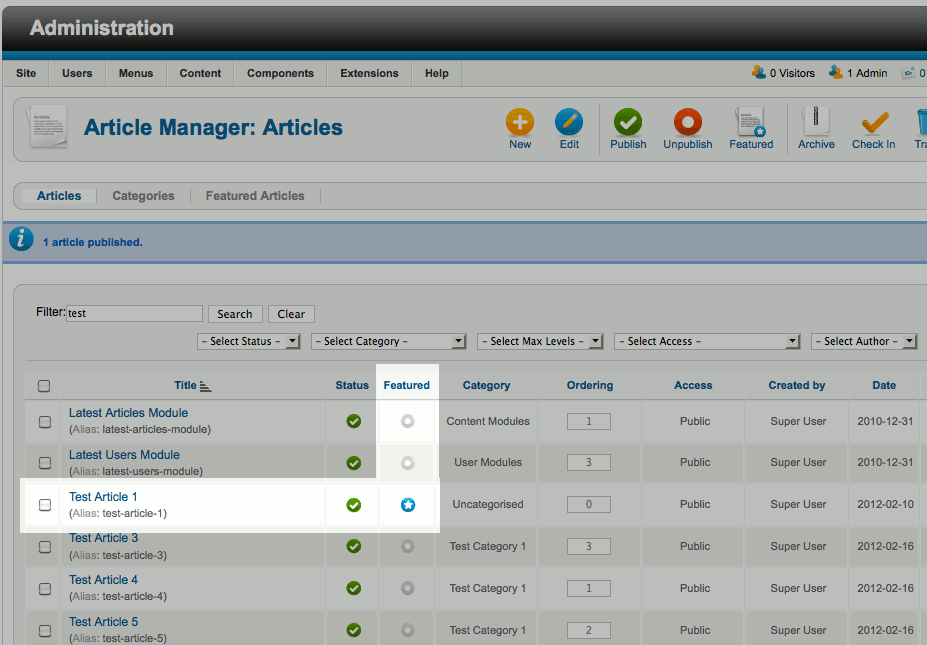 Administration
Site Users Menus Content Components Extensions Help 0 Visitors 1 Admin 0
Article Manager: Articles
New Edit Publish Unpublish Featured Archive Check In Tra
Articles Categories Featured Articles
1 article published.
Filter: test Search Clear
- Select Status - - Select Category - - Select Max Levels - - Select Access - - Select Author -
Title Status Featured Category Ordering Access Created by Date
Latest Articles Module
(Alias: latest-articles-module) Content Modules 1 Public Super User 2010-12-31
Latest Users Module
(Alias: latest-users-module) User Modules 3 Public Super User 2010-12-31
Test Article 1
(Alias: test-article-1) Uncategorised 0 Public Super User 2012-02-10
Test Article 3
(Alias: test-article-3) Test Category 1 3 Public Super User 2012-02-16
Test Article 4
(Alias: test-article-4) Test Category 1 1 Public Super User 2012-02-16
Test Article 5
(Alias: test-article-5) Test Category 1 2 Public Super User 2012-02-16